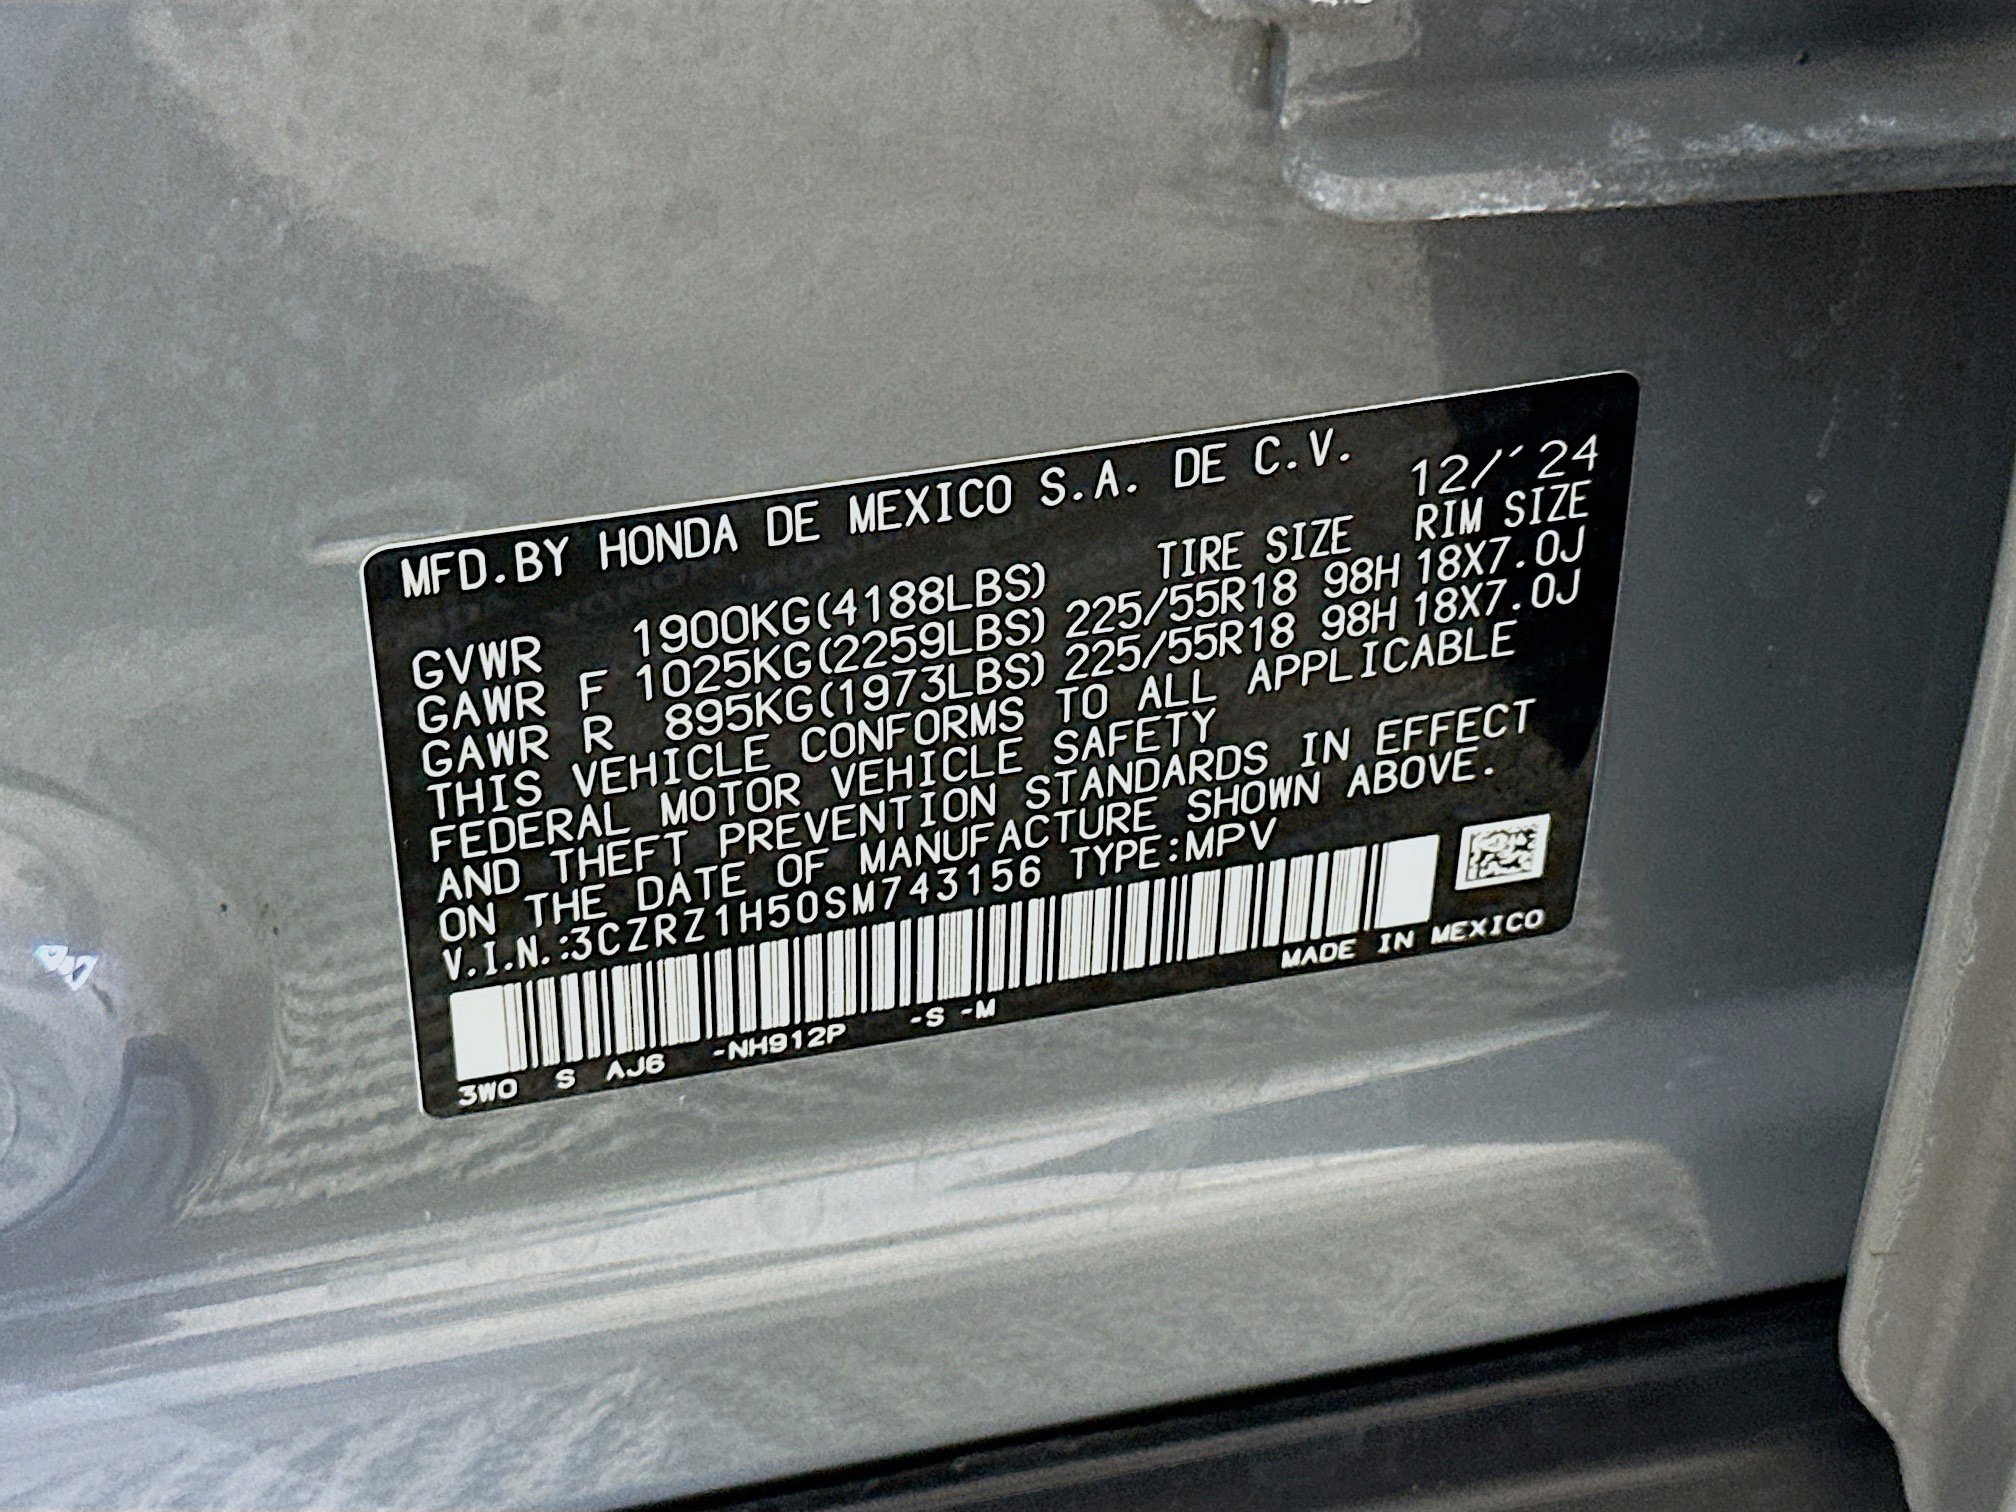 MFD.BY HONDA DE MEXICO S.A. DE C.V.
12/'24
TIRE SIZE RIM SIZE
GVWR 1900KG(4188LBS)
GAWR F 1025KG(2259LBS) 225/55R18 98H 18X7.0J
GAWR R 895KG(1973LBS) 225/55R18 98H 18X7.0J
THIS VEHICLE CONFORMS TO ALL APPLICABLE
FEDERAL MOTOR VEHICLE SAFETY
AND THEFT PREVENTION STANDARDS IN EFFECT
ON THE DATE OF MANUFACTURE SHOWN ABOVE.
V.I.N.:3CZRZ1H50SM743156 TYPE:MPV
MADE IN MEXICO
3W0 S AJ6 -NH912P -S -M